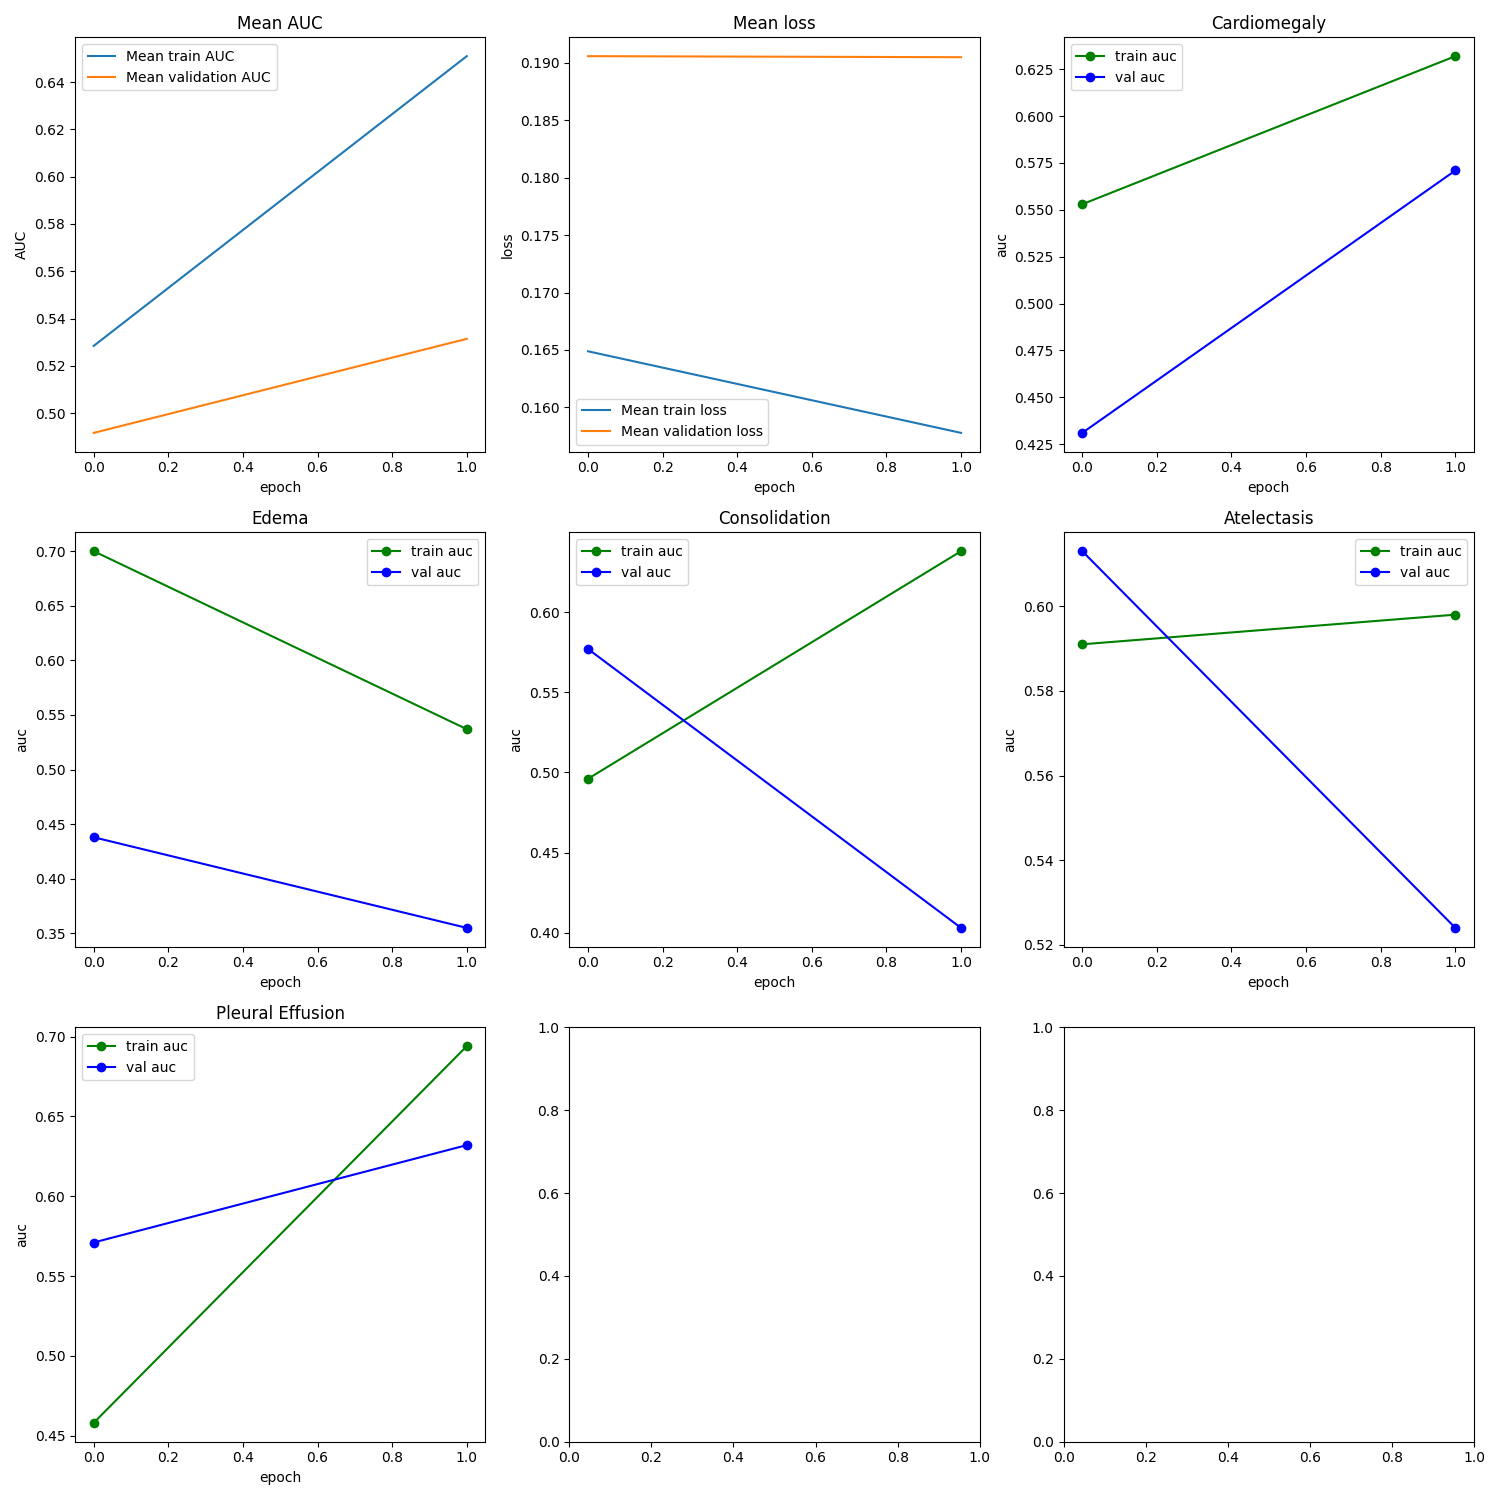 Mean AUC
Mean train AUC
Mean validation AUC
0.64
0.62
0.60
0.58
0.56
0.54
0.52
0.50
AUC
0.0 0.2 0.4 0.6 0.8 1.0
epoch
Mean loss
0.190
0.185
0.180
0.175
0.170
0.165
0.160
loss
Mean train loss
Mean validation loss
0.0 0.2 0.4 0.6 0.8 1.0
epoch
Cardiomegaly
train auc
val auc
0.625
0.600
0.575
0.550
0.525
0.500
0.475
0.450
0.425
auc
0.0 0.2 0.4 0.6 0.8 1.0
epoch
Edema
train auc
val auc
0.70
0.65
0.60
0.55
0.50
0.45
0.40
0.35
auc
0.0 0.2 0.4 0.6 0.8 1.0
epoch
Consolidation
train auc
val auc
0.60
0.55
0.50
0.45
0.40
auc
0.0 0.2 0.4 0.6 0.8 1.0
epoch
Atelectasis
train auc
val auc
0.60
0.58
0.56
0.54
0.52
auc
0.0 0.2 0.4 0.6 0.8 1.0
epoch
Pleural Effusion
train auc
val auc
0.70
0.65
0.60
0.55
0.50
0.45
auc
0.0 0.2 0.4 0.6 0.8 1.0
epoch
1.0
0.8
0.6
0.4
0.2
0.0
0.0 0.2 0.4 0.6 0.8 1.0
1.0
0.8
0.6
0.4
0.2
0.0
0.0 0.2 0.4 0.6 0.8 1.0